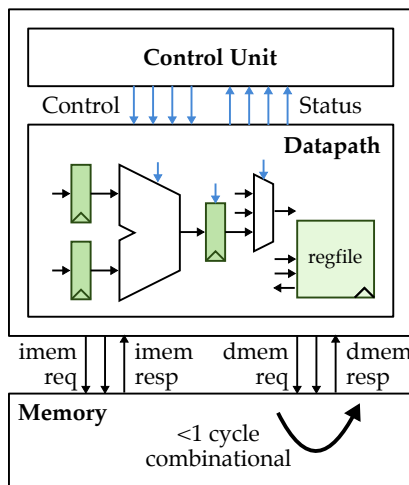 Control Unit
Control
Status
Datapath
regfile
imem
req
imem
resp
dmem
req
dmem
resp
Memory
<1 cycle
combinational